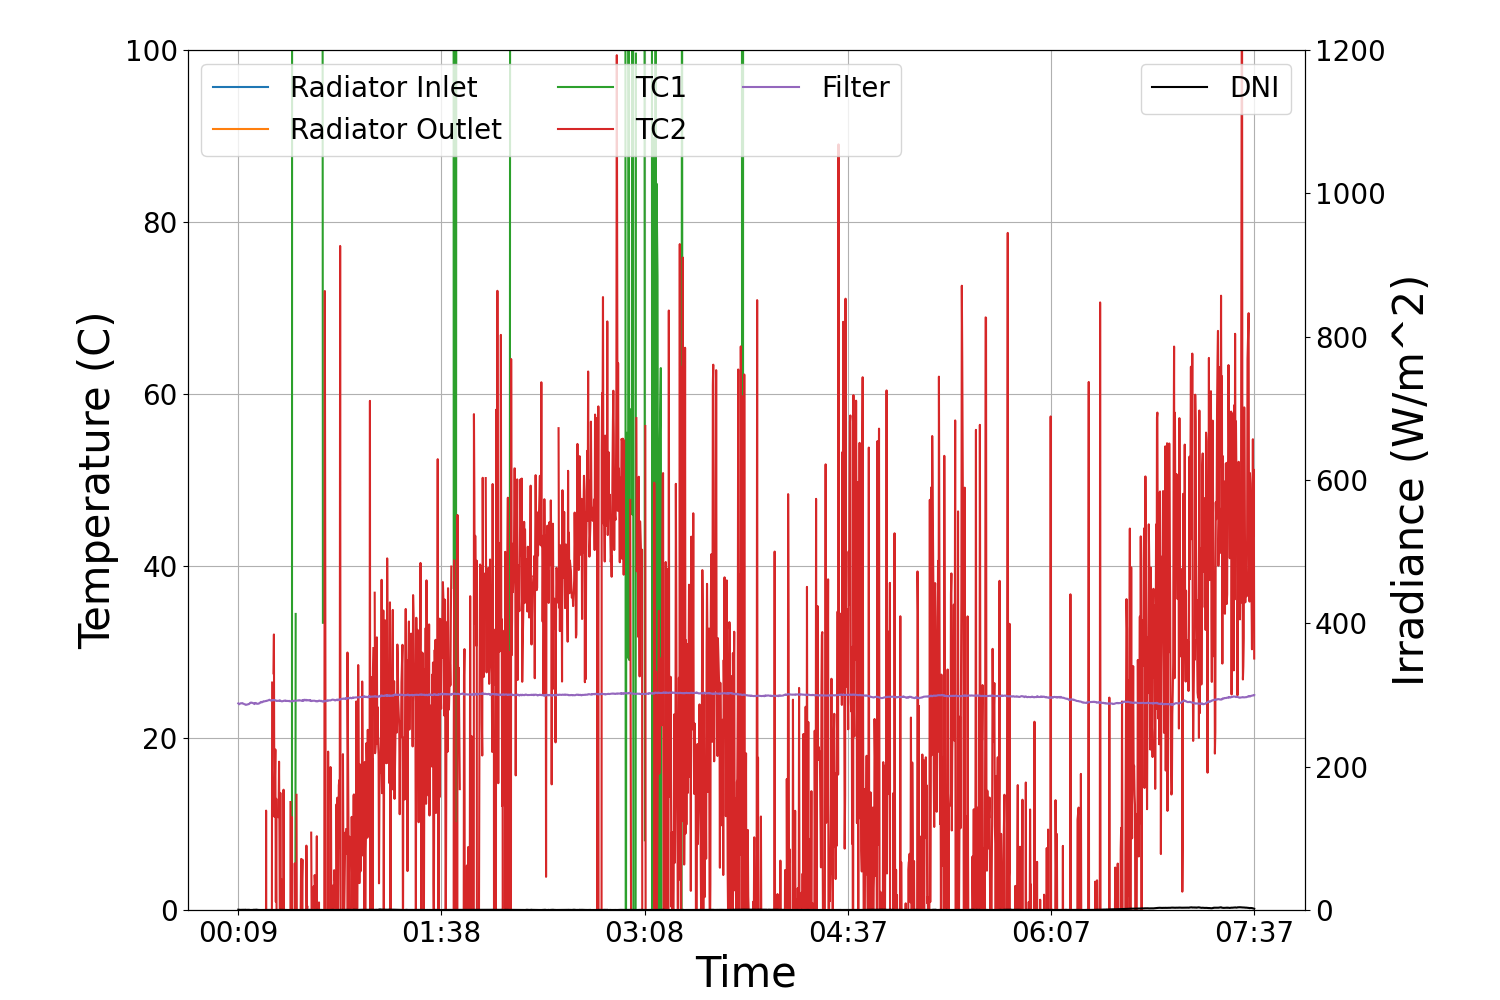 100
80
60
40
20
0
Temperature (C)
Radiator Inlet
Radiator Outlet
TC1
TC2
Filter
DNI
1200
1000
800
600
400
200
0
Irradiance (W/m^2)
00:09
01:38
03:08
04:37
06:07
07:37
Time